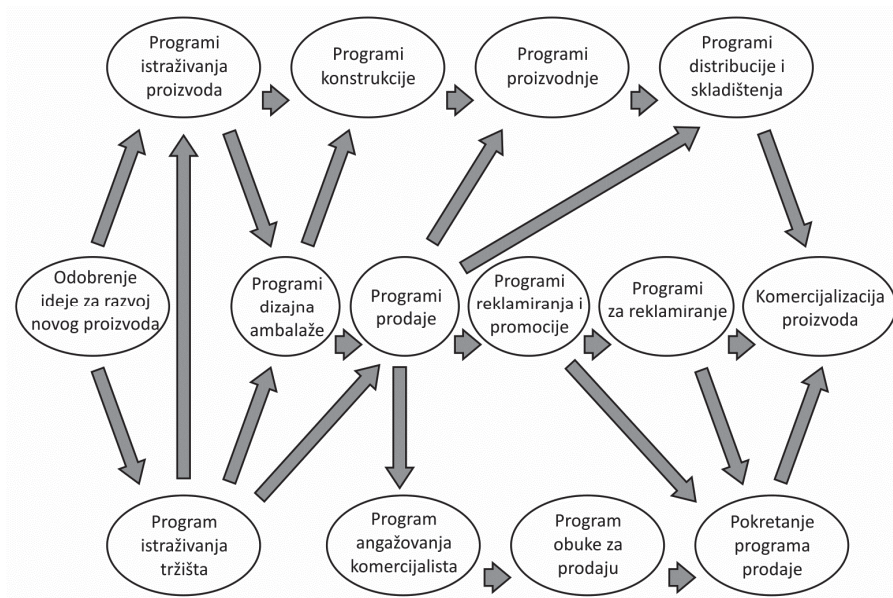 Programi
istraživanja
proizvoda
Programi
konstrukcije
Programi
proizvodnje
Programi
distribucije i
skladištenja
Odobrenje
ideje za razvoj
novog proizvoda
Programi
dizajna
ambalaže
Programi
prodaje
Programi
reklamiranja i
promocije
Programi
za reklamiranje
Komercijalizacija
proizvoda
Program
istraživanja
tržišta
Program
angažovanja
komercijalista
Program
obuke za
prodaju
Pokretanje
programa
prodaje